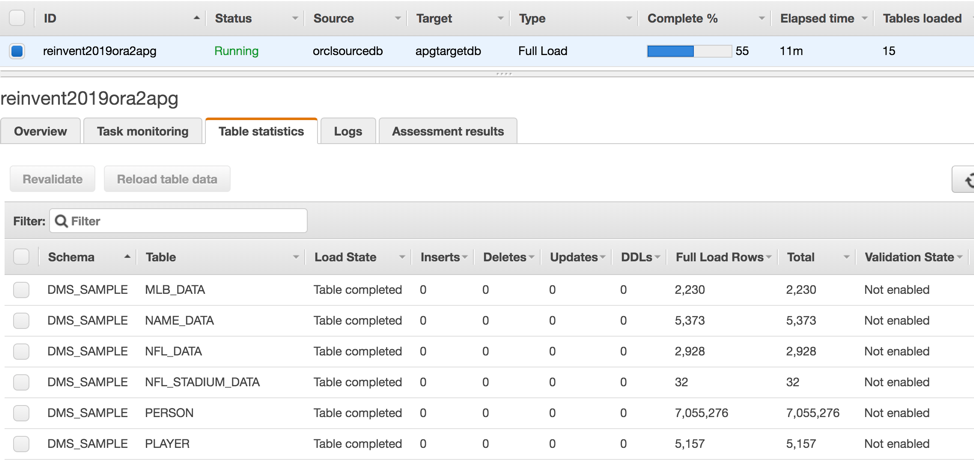 ID Status Source Target Type Complete % Elapsed time Tables loaded
reinvent2019ora2apg Running orclsourcedb apgtargetdb Full Load 55 11m 15
reinvent2019ora2apg
Overview Task monitoring Table statistics Logs Assessment results
Revalidate Reload table data
Filter: Filter
Schema Table Load State Inserts Deletes Updates DDLs Full Load Rows Total Validation State
DMS_SAMPLE MLB_DATA Table completed 0 0 0 0 2,230 2,230 Not enabled
DMS_SAMPLE NAME_DATA Table completed 0 0 0 0 5,373 5,373 Not enabled
DMS_SAMPLE NFL_DATA Table completed 0 0 0 0 2,928 2,928 Not enabled
DMS_SAMPLE NFL_STADIUM_DATA Table completed 0 0 0 0 32 32 Not enabled
DMS_SAMPLE PERSON Table completed 0 0 0 0 7,055,276 7,055,276 Not enabled
DMS_SAMPLE PLAYER Table completed 0 0 0 0 5,157 5,157 Not enabled